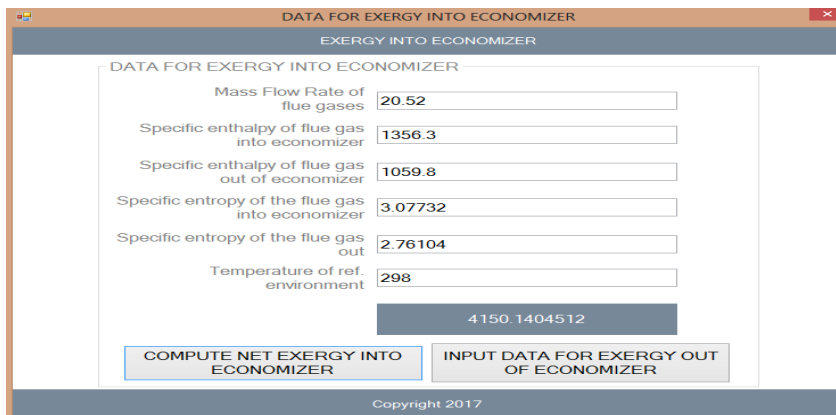 DATA FOR EXERGY INTO ECONOMIZER
EXERGY INTO ECONOMIZER
DATA FOR EXERGY INTO ECONOMIZER
Mass Flow Rate of
flue gases
20.52
Specific enthalpy of flue gas
into economizer
1356.3
Specific enthalpy of flue gas
out of economizer
1059.8
Specific entropy of the flue gas
into economizer
3.07732
Specific entropy of the flue gas
out
2.76104
Temperature of ref.
environment
298
4150.1404512
COMPUTE NET EXERGY INTO
ECONOMIZER
INPUT DATA FOR EXERGY OUT
OF ECONOMIZER
Copyright 2017